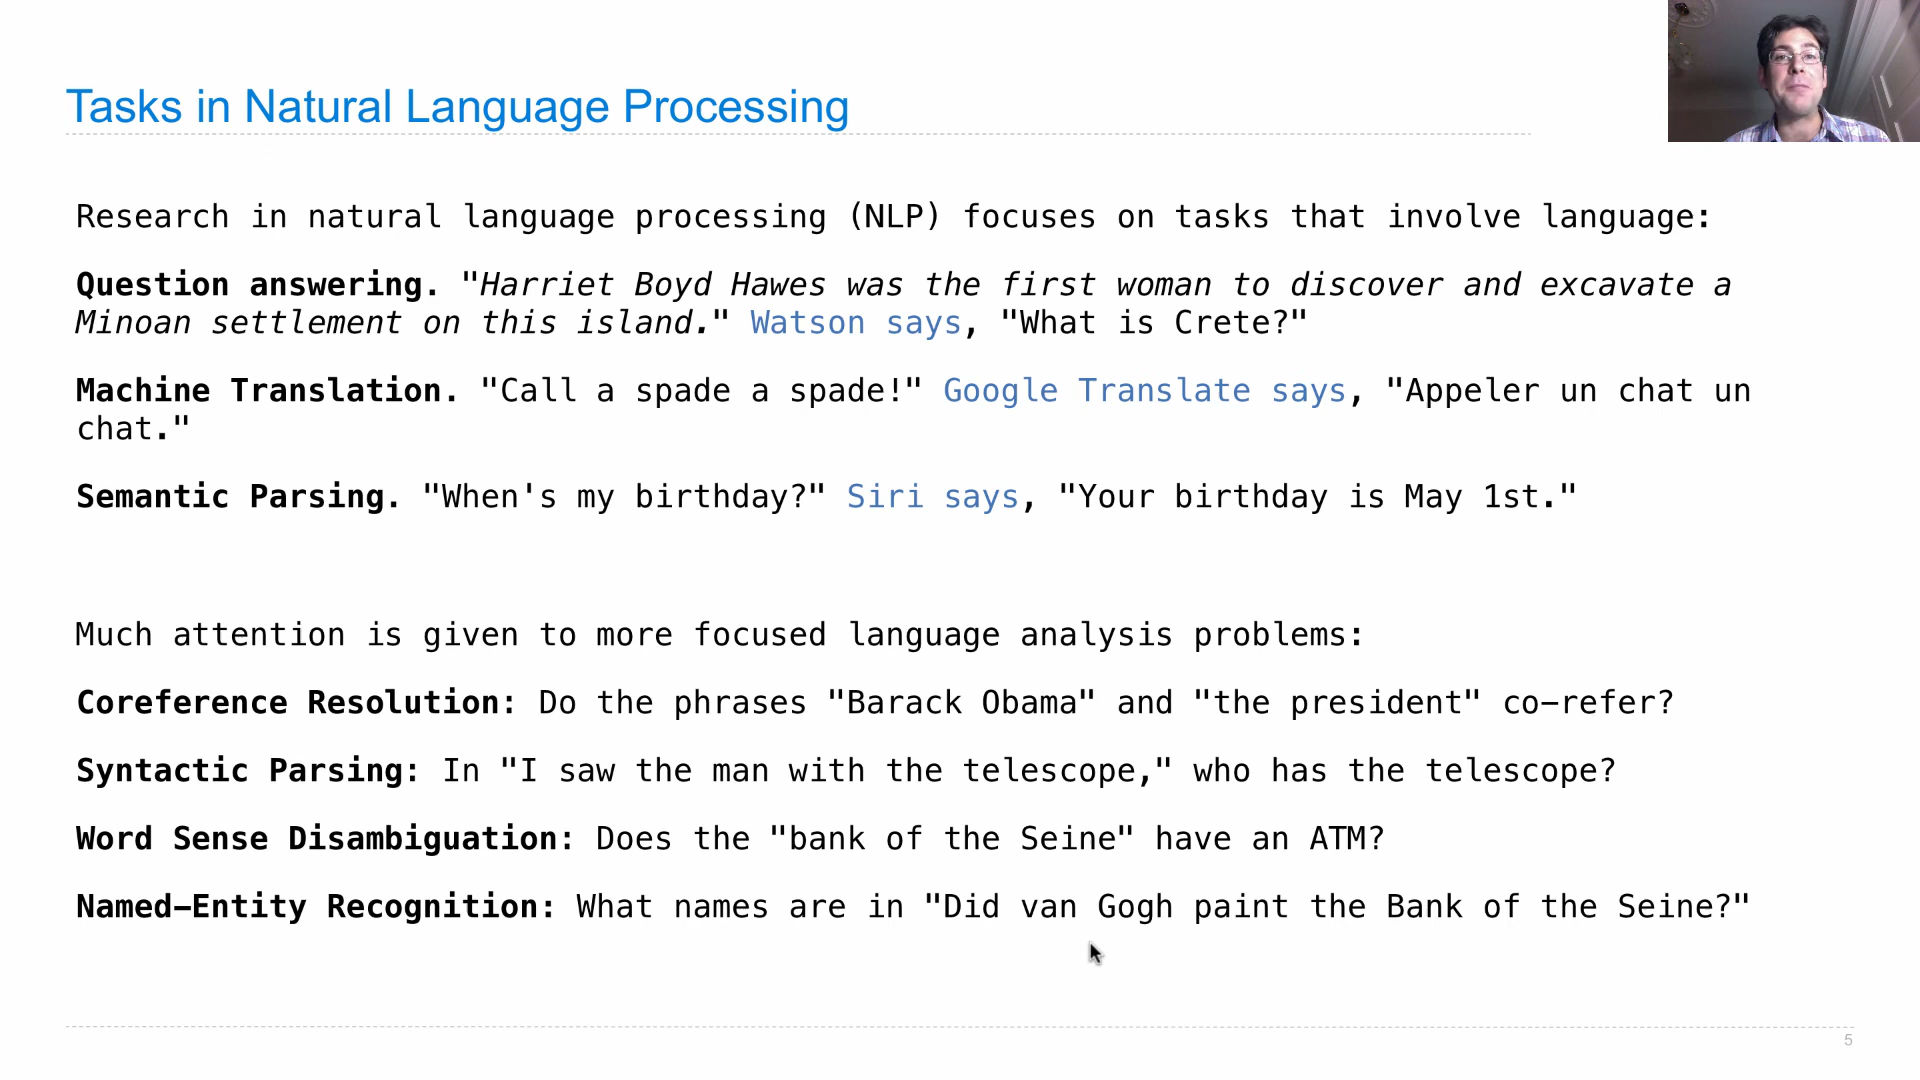 Tasks in Natural Language Processing
Research in natural language processing (NLP) focuses on tasks that involve language:
Question answering. "Harriet Boyd Hawes was the first woman to discover and excavate a
Minoan settlement on this island." Watson says, "What is Crete?"
Machine Translation. "Call a spade a spade!" Google Translate says, "Appeler un chat un
chat."
Semantic Parsing. "When's my birthday?" Siri says, "Your birthday is May 1st."
Much attention is given to more focused language analysis problems:
Coreference Resolution: Do the phrases "Barack Obama" and "the president" co-refer?
Syntactic Parsing: In "I saw the man with the telescope," who has the telescope?
Word Sense Disambiguation: Does the "bank of the Seine" have an ATM?
Named-Entity Recognition: What names are in "Did van Gogh paint the Bank of the Seine?"
5